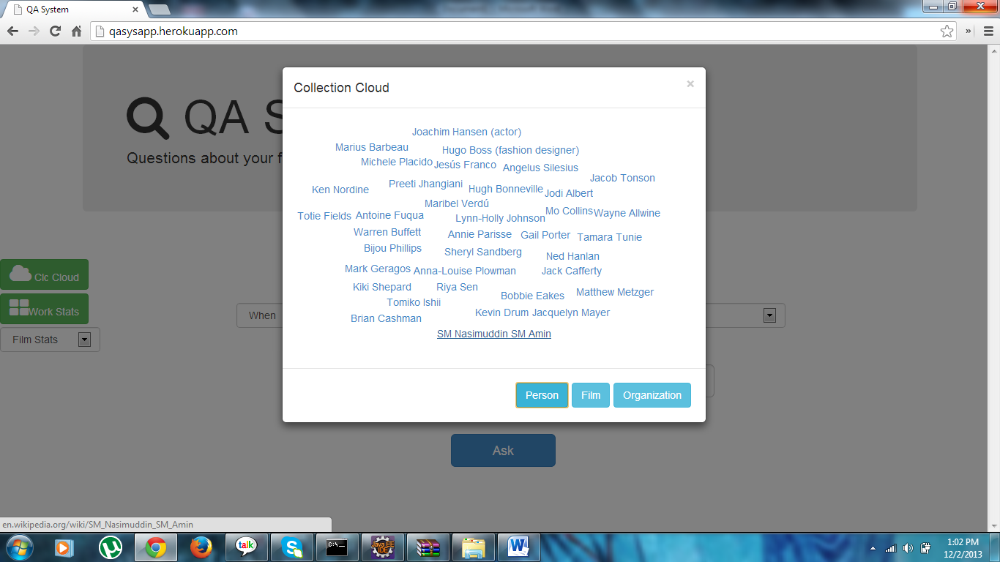 QA System
qasysapp.herokuapp.com
QA S
Questions about your f
Collection Cloud
×
Joachim Hansen (actor)
Marius Barbeau
Hugo Boss (fashion designer)
Michele Placido
Jesús Franco
Angelus Silesius
Jacob Tonson
Ken Nordine
Preeti Jhangiani
Hugh Bonneville
Jodi Albert
Maribel Verdú
Totie Fields
Antoine Fuqua
Lynn-Holly Johnson
Mo Collins
Wayne Allwine
Warren Buffett
Annie Parisse
Gail Porter
Tamara Tunie
Bijou Phillips
Sheryl Sandberg
Ned Hanlan
Mark Geragos
Anna-Louise Plowman
Jack Cafferty
Kiki Shepard
Riya Sen
Bobbie Eakes
Matthew Metzger
Tomiko Ishii
Brian Cashman
Kevin Drum
Jacquelyn Mayer
SM Nasimuddin SM Amin
Person
Film
Organization
Clc Cloud
Work Stats
Film Stats
When
Ask
en.wikipedia.org/wiki/SM_Nasimuddin_SM_Amin
talk
C:\
Java EE
IDE
W
1:02 PM
12/2/2013